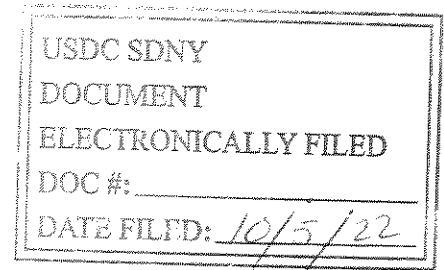 USDC SDNY
DOCUMENT
ELECTRONICALLY FILED
DOC #:
DATE FILED: 10/5/22